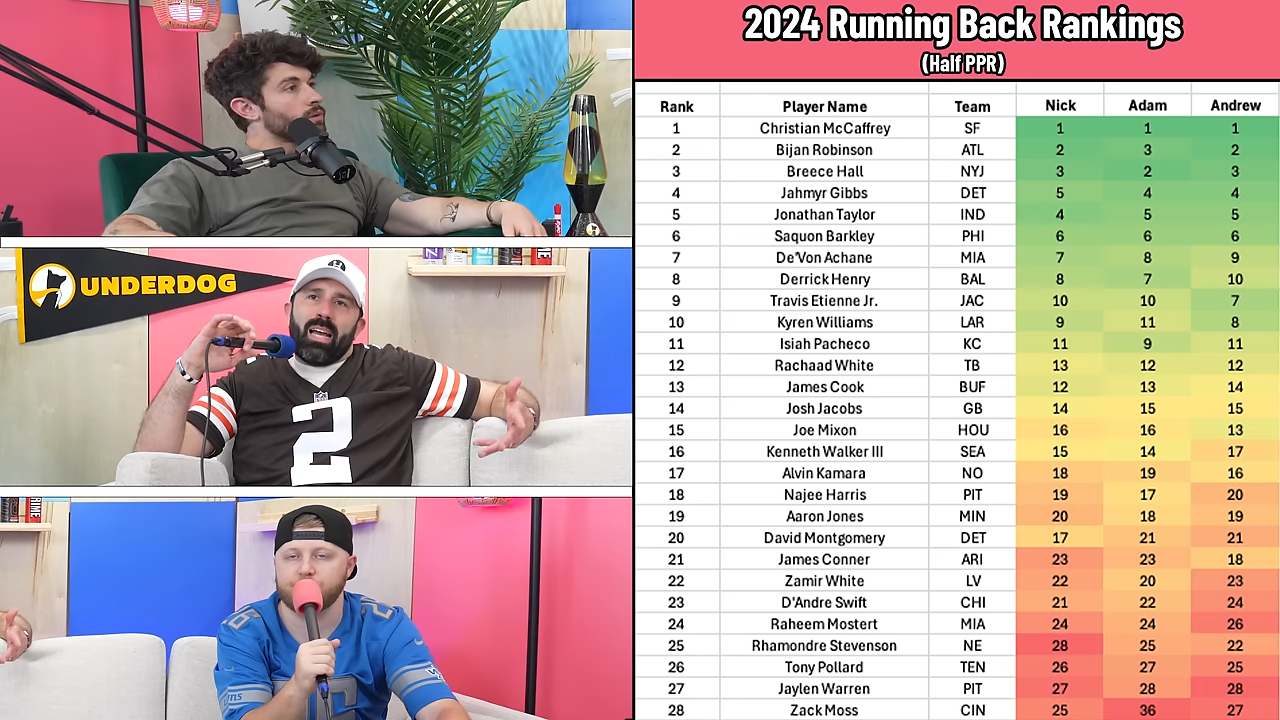 2024 Running Back Rankings
(Half PPR)
Rank Player Name Team Nick Adam Andrew
1 Christian McCaffrey SF 1 1 1
2 Bijan Robinson ATL 2 3 2
3 Breece Hall NYJ 3 2 3
4 Jahmyr Gibbs DET 5 4 4
5 Jonathan Taylor IND 4 5 5
6 Saquon Barkley PHI 6 6 6
7 De'Von Achane MIA 7 8 9
8 Derrick Henry BAL 8 7 10
9 Travis Etienne Jr. JAC 10 10 7
10 Kyren Williams LAR 9 11 8
11 Isiah Pacheco KC 11 9 11
12 Rachaad White TB 13 12 12
13 James Cook BUF 12 13 14
14 Josh Jacobs GB 14 15 15
15 Joe Mixon HOU 16 16 13
16 Kenneth Walker III SEA 15 14 17
17 Alvin Kamara NO 18 19 16
18 Najee Harris PIT 19 17 20
19 Aaron Jones MIN 20 18 19
20 David Montgomery DET 17 21 21
21 James Conner ARI 23 23 18
22 Zamir White LV 22 20 23
23 D'Andre Swift CHI 21 22 24
24 Raheem Mostert MIA 24 24 26
25 Rhamondre Stevenson NE 28 25 22
26 Tony Pollard TEN 26 27 25
27 Jaylen Warren PIT 27 28 28
28 Zack Moss CIN 25 36 27
UNDERDOG
2
26